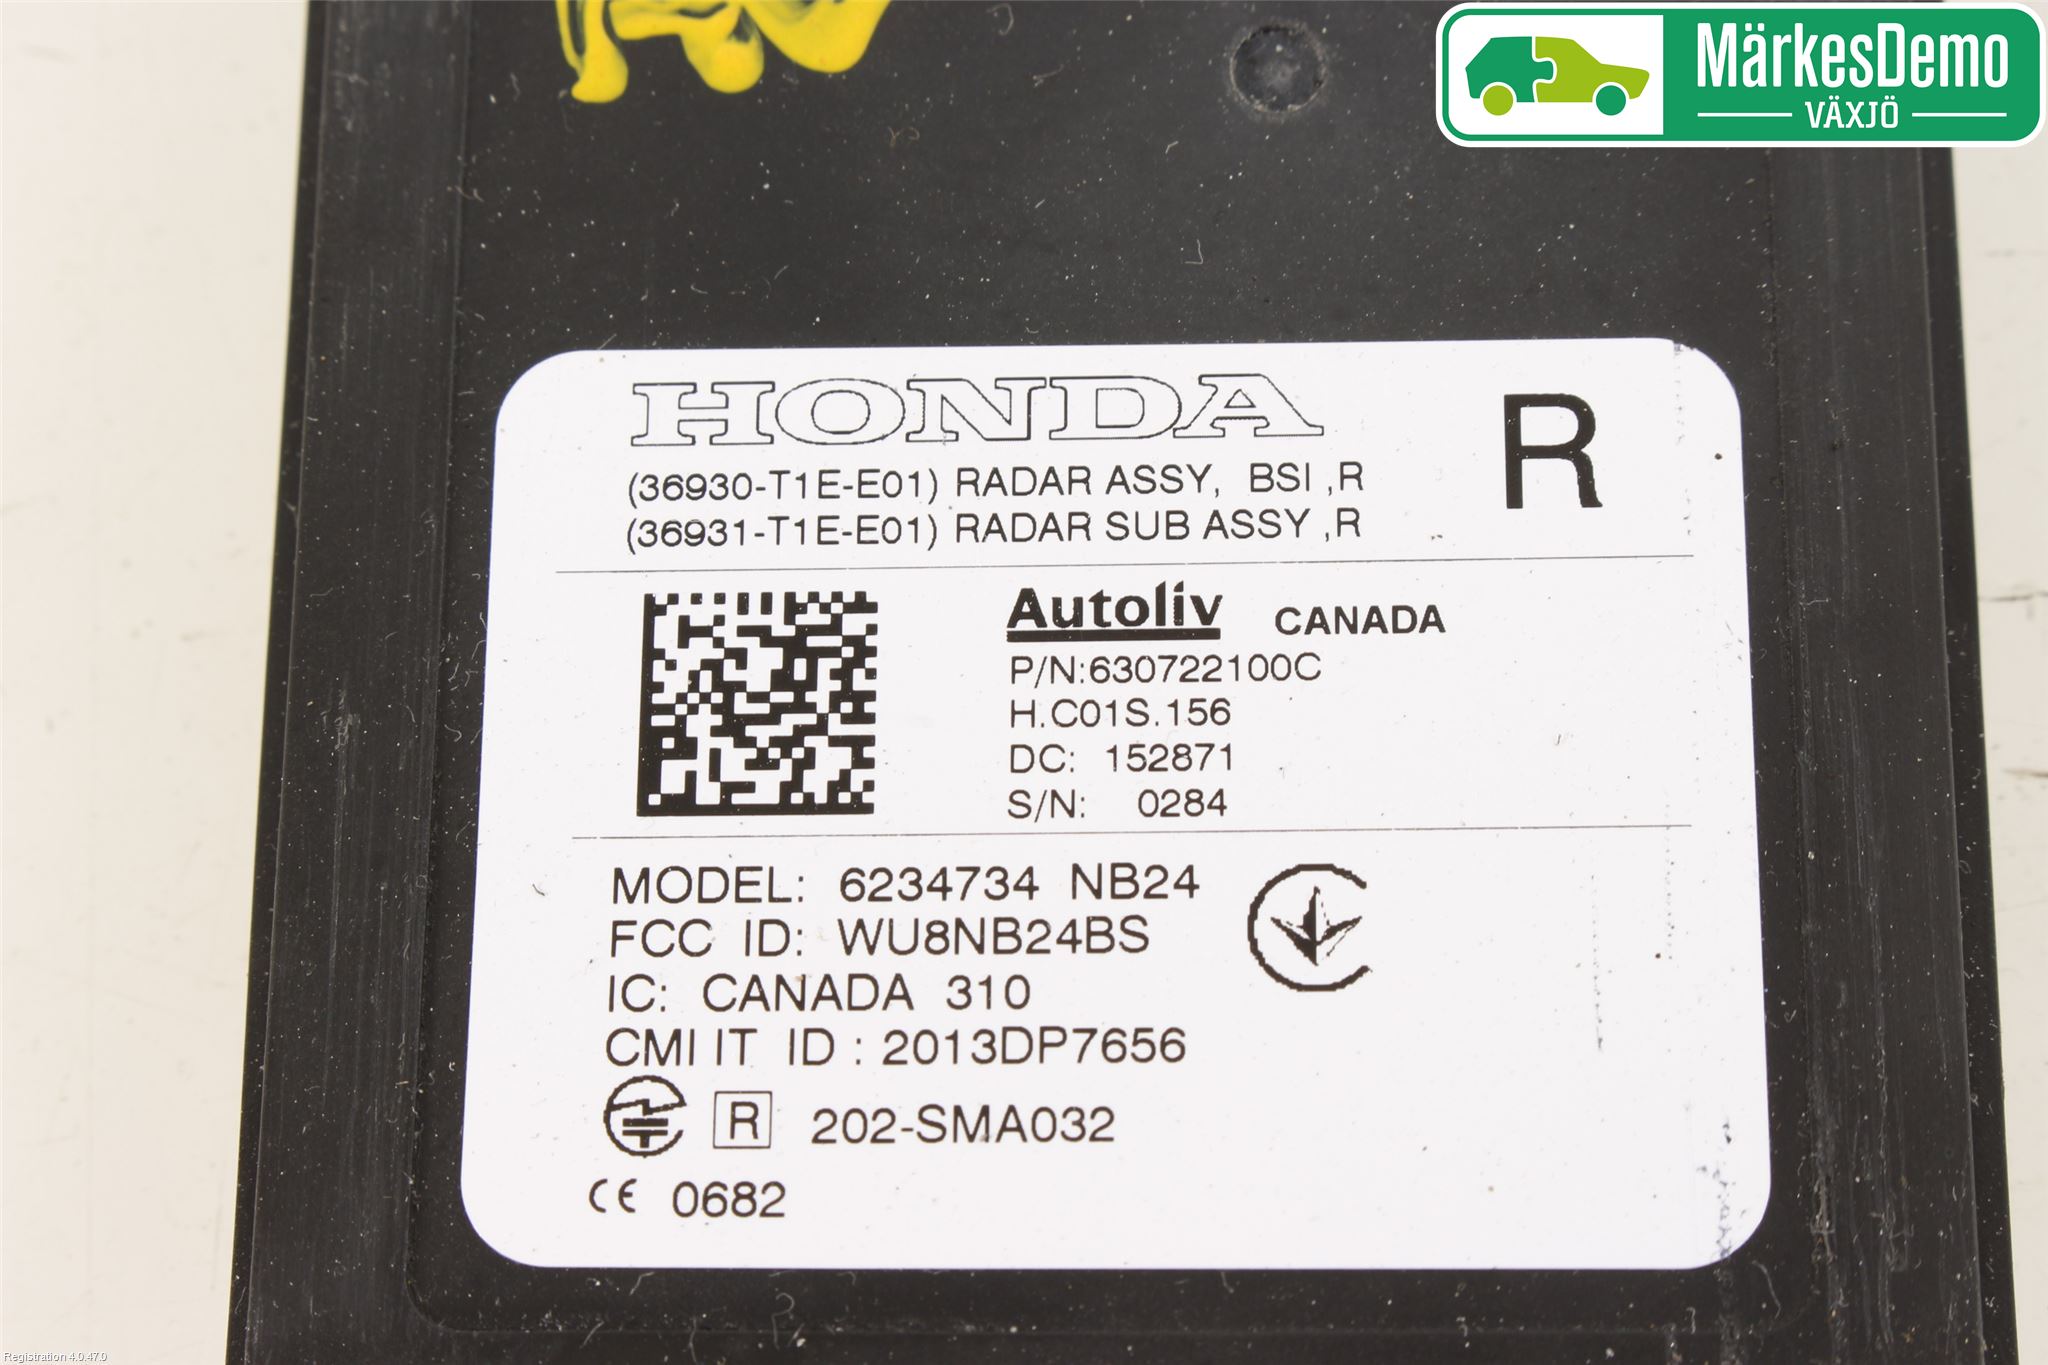 MärkesDemo
VÄXJÖ
HONDA
R
(36930-T1E-E01) RADAR ASSY, BSI ,R
(36931-T1E-E01) RADAR SUB ASSY ,R
Autoliv CANADA
P/N:630722100C
H.C01S.156
DC: 152871
S/N: 0284
MODEL: 6234734 NB24
FCC ID: WU8NB24BS
IC: CANADA 310
CMI IT ID : 2013DP7656
R 202-SMA032
CE 0682
Registration 4.0.47.0